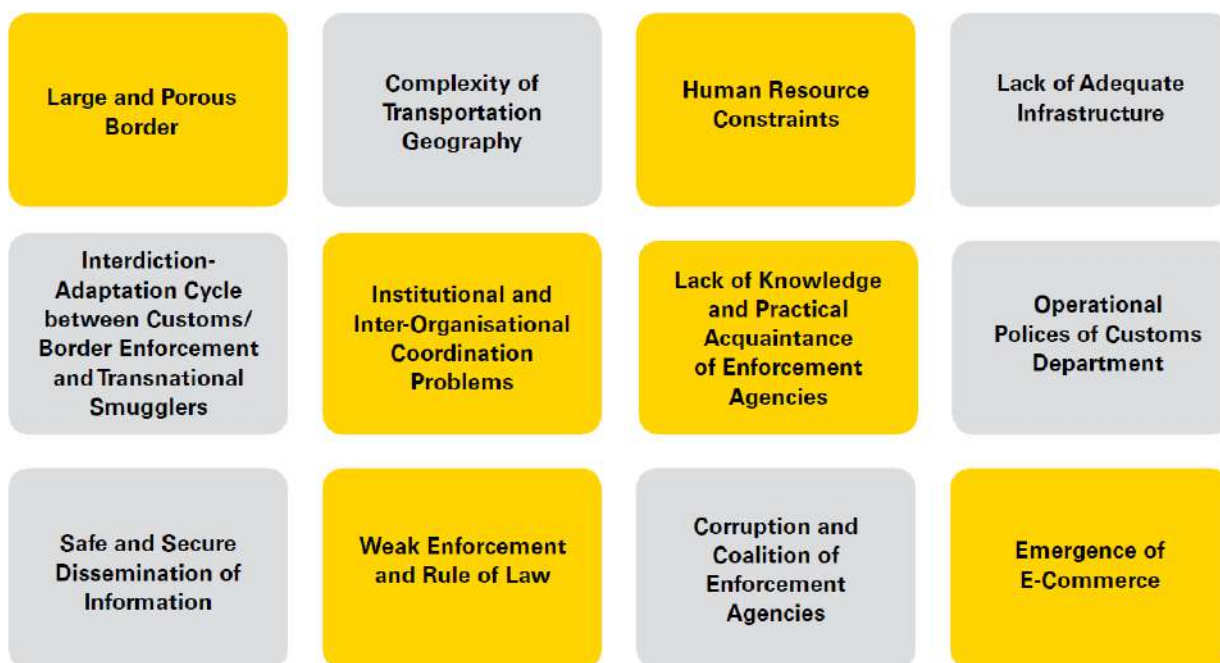 Large and Porous
Border
Complexity of
Transportation
Geography
Human Resource
Constraints
Lack of Adequate
Infrastructure
Interdiction-
Adaptation Cycle
between Customs/
Border Enforcement
and Transnational
Smugglers
Institutional and
Inter-Organisational
Coordination
Problems
Lack of Knowledge
and Practical
Acquaintance
of Enforcement
Agencies
Operational
Polices of Customs
Department
Safe and Secure
Dissemination of
Information
Weak Enforcement
and Rule of Law
Corruption and
Coalition of
Enforcement
Agencies
Emergence of
E-Commerce